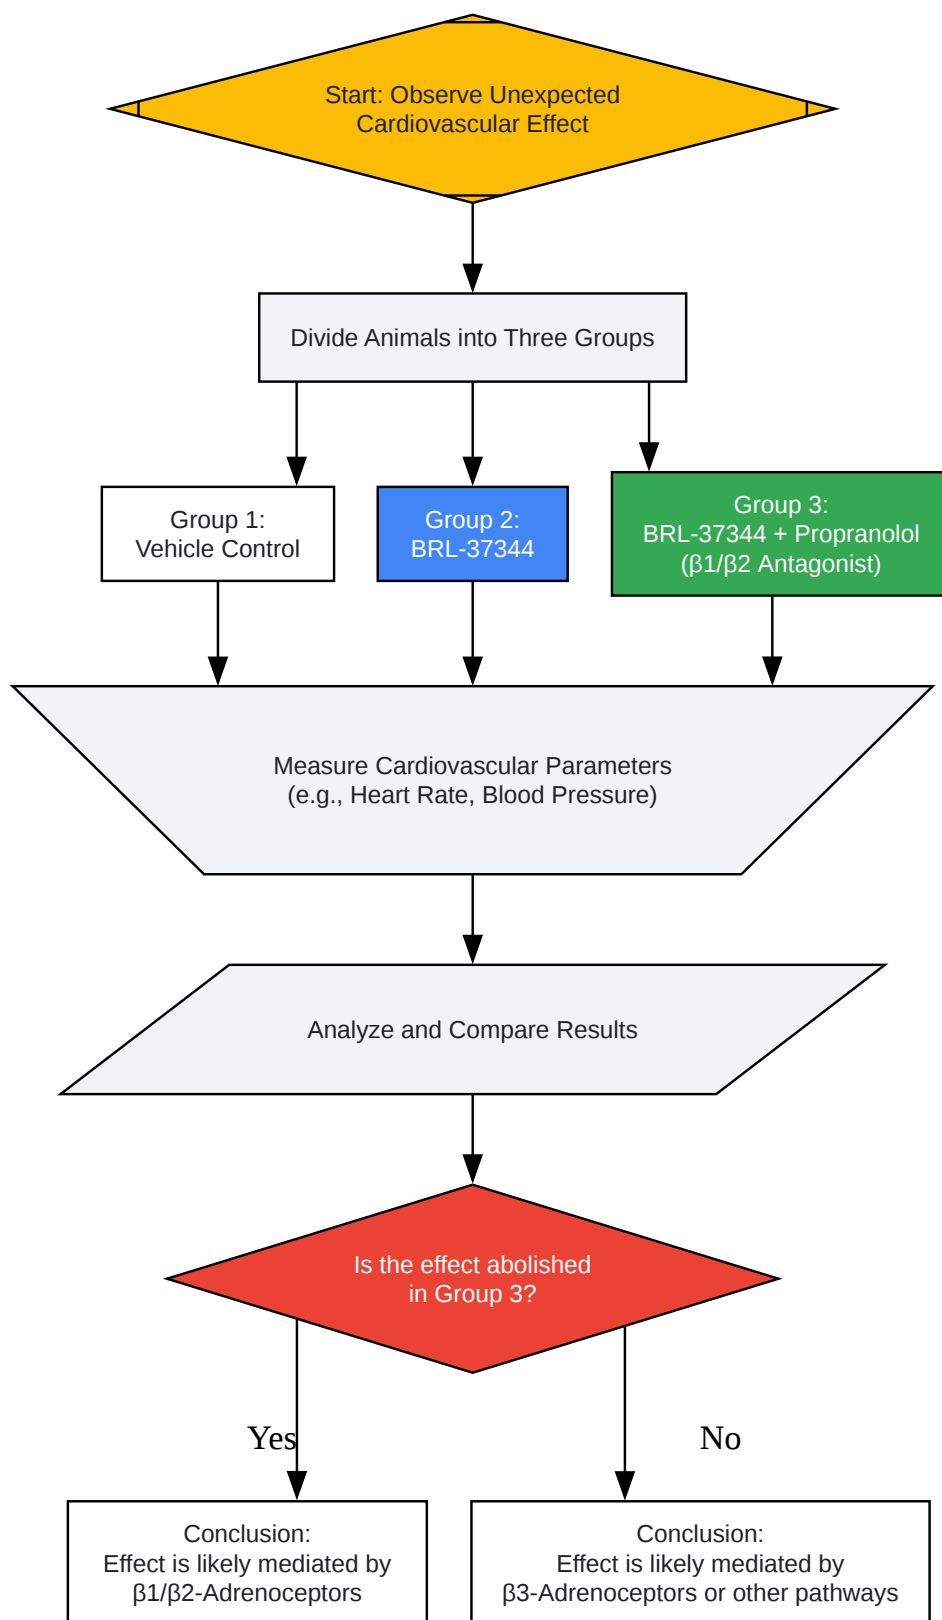 Start: Observe Unexpected
Cardiovascular Effect
Divide Animals into Three Groups
Group 1:
Vehicle Control
Group 2:
BRL-37344
Group 3:
BRL-37344 + Propranolol
(β1/β2 Antagonist)
Measure Cardiovascular Parameters
(e.g., Heart Rate, Blood Pressure)
Analyze and Compare Results
Is the effect abolished
in Group 3?
Yes
No
Conclusion:
Effect is likely mediated by
β1/β2-Adrenoceptors
Conclusion:
Effect is likely mediated by
β3-Adrenoceptors or other pathways